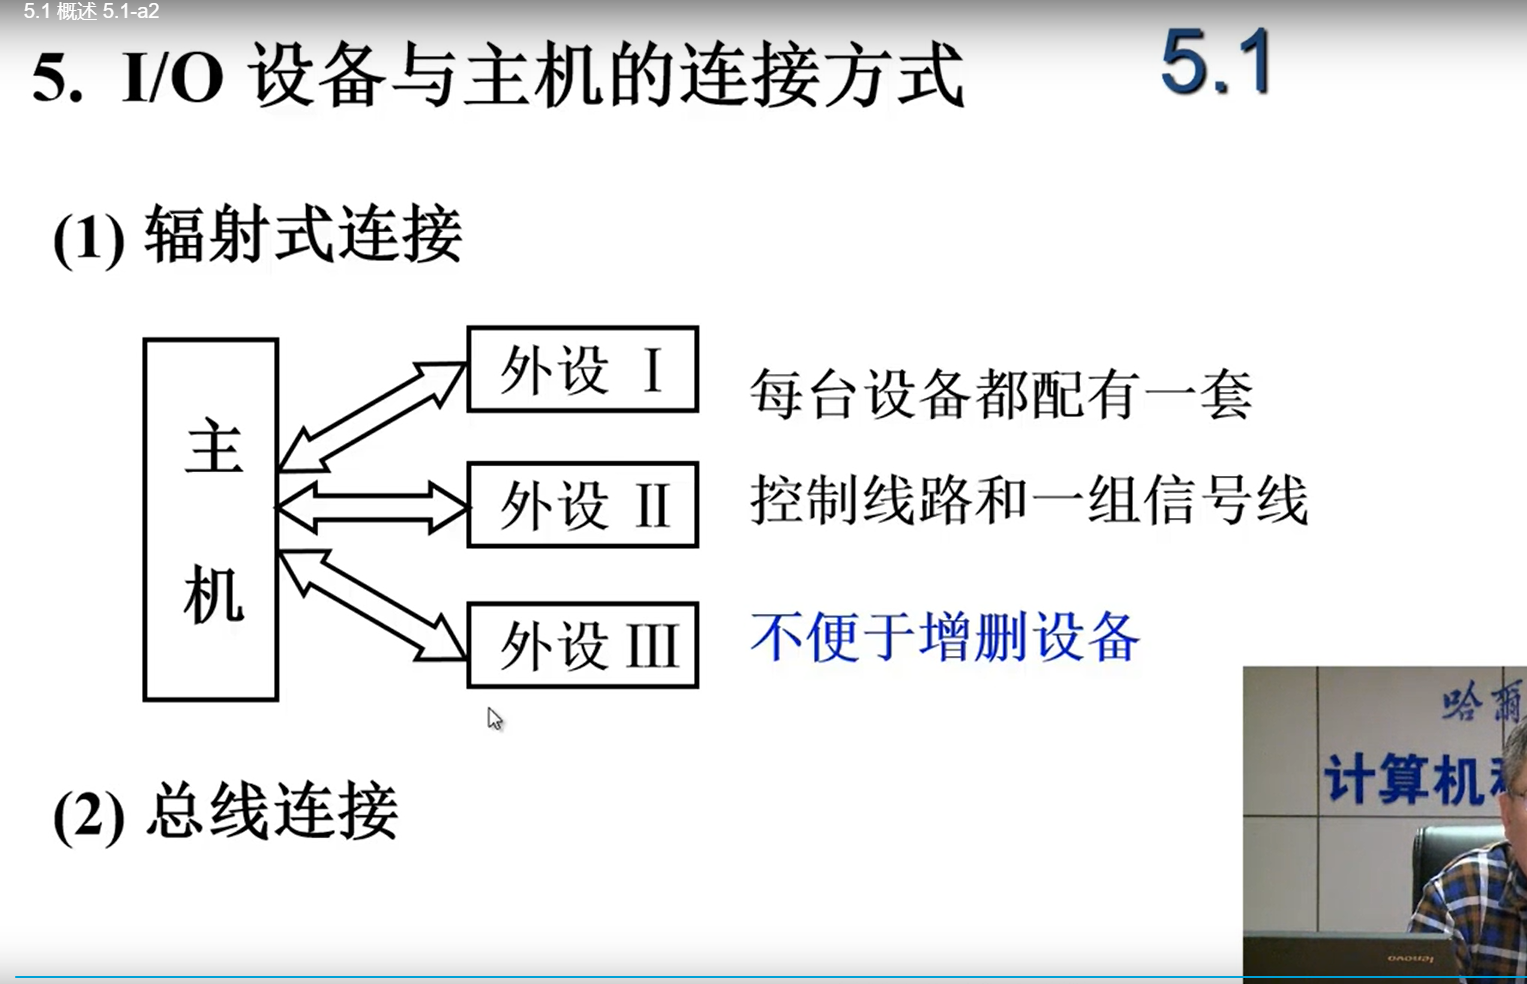 5.1 概述 5.1-a2
5. I/O 设备与主机的连接方式
5.1
(1) 辐射式连接
主机
外设 Ⅰ
外设 Ⅱ
外设 Ⅲ
每台设备都配有一套
控制线路和一组信号线
不便于增删设备
(2) 总线连接
哈爾
计算机
lenovo